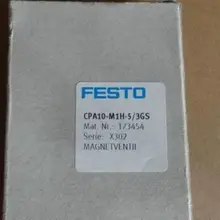 FESTO
CPA10-M1H-5/3GS
Mat. Nr.: 173454
Serie: X302
MAGNETVENTIL